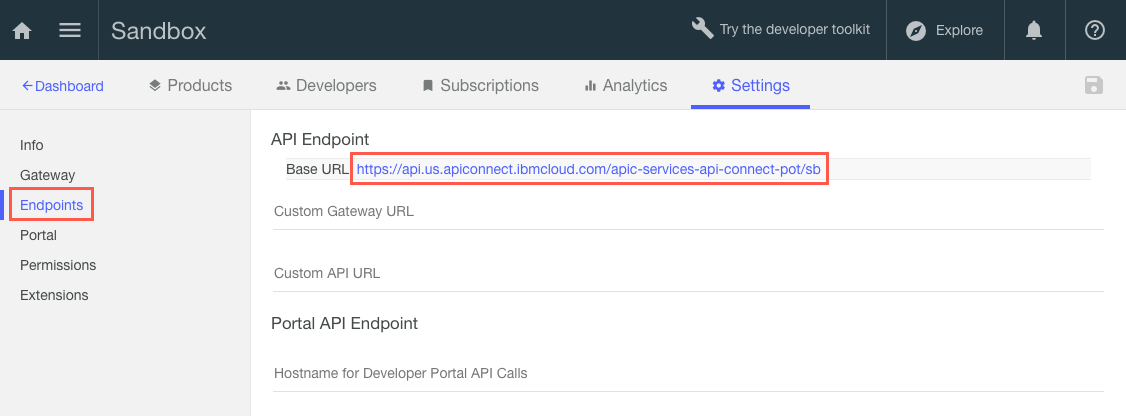 Sandbox
Try the developer toolkit
Explore
Dashboard
Products
Developers
Subscriptions
Analytics
Settings
Info
Gateway
Endpoints
Portal
Permissions
Extensions
API Endpoint
Base URL https://api.us.apiconnect.ibmcloud.com/apic-services-api-connect-pot/sb
Custom Gateway URL
Custom API URL
Portal API Endpoint
Hostname for Developer Portal API Calls